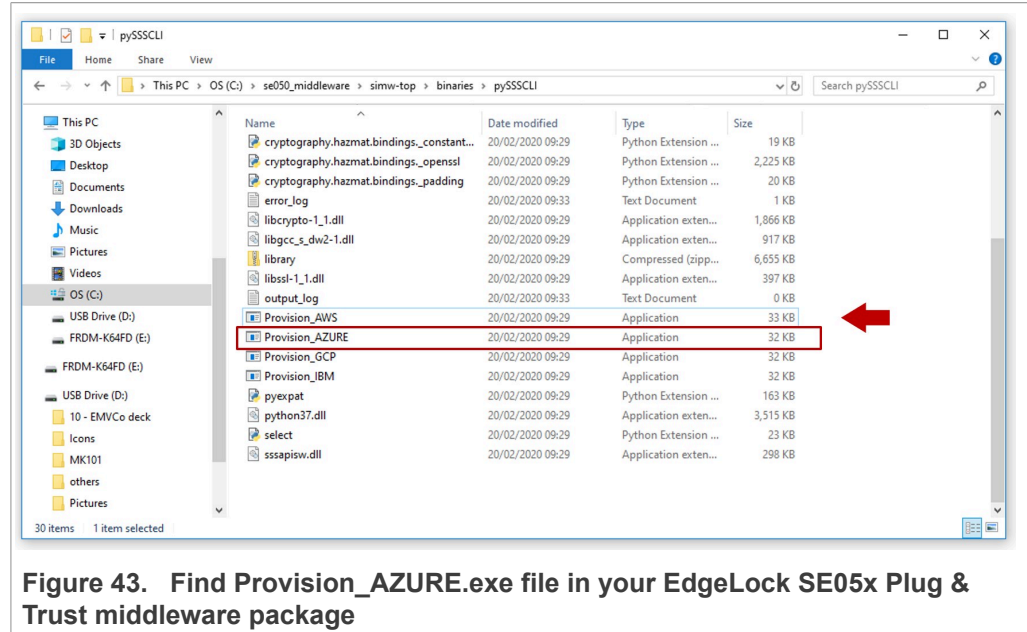 pySSSCLI
File Home Share View
This PC > OS (C:) > se050_middleware > simw-top > binaries > pySSSCLI
Search pySSSCLI
This PC
3D Objects
Desktop
Documents
Downloads
Music
Pictures
Videos
OS (C:)
USB Drive (D:)
FRDM-K64FD (E:)
FRDM-K64FD (E:)
USB Drive (D:)
10 - EMVCo deck
Icons
MK101
others
Pictures
Name Date modified Type Size
cryptography.hazmat.bindings._constant... 20/02/2020 09:29 Python Extension ... 19 KB
cryptography.hazmat.bindings._openssl 20/02/2020 09:29 Python Extension ... 2,225 KB
cryptography.hazmat.bindings._padding 20/02/2020 09:29 Python Extension ... 20 KB
error_log 20/02/2020 09:33 Text Document 1 KB
libcrypto-1_1.dll 20/02/2020 09:29 Application exten... 1,866 KB
libgcc_s_dw2-1.dll 20/02/2020 09:29 Application exten... 917 KB
library 20/02/2020 09:29 Compressed (zipp... 6,655 KB
libssl-1_1.dll 20/02/2020 09:29 Application exten... 397 KB
output_log 20/02/2020 09:33 Text Document 0 KB
Provision_AWS 20/02/2020 09:29 Application 33 KB
Provision_AZURE 20/02/2020 09:29 Application 32 KB
Provision_GCP 20/02/2020 09:29 Application 32 KB
Provision_IBM 20/02/2020 09:29 Application 32 KB
pyexpat 20/02/2020 09:29 Python Extension ... 163 KB
python37.dll 20/02/2020 09:29 Application exten... 3,515 KB
select 20/02/2020 09:29 Python Extension ... 23 KB
sssapisw.dll 20/02/2020 09:29 Application exten... 298 KB
30 items 1 item selected
Figure 43. Find Provision_AZURE.exe file in your EdgeLock SE05x Plug &
Trust middleware package